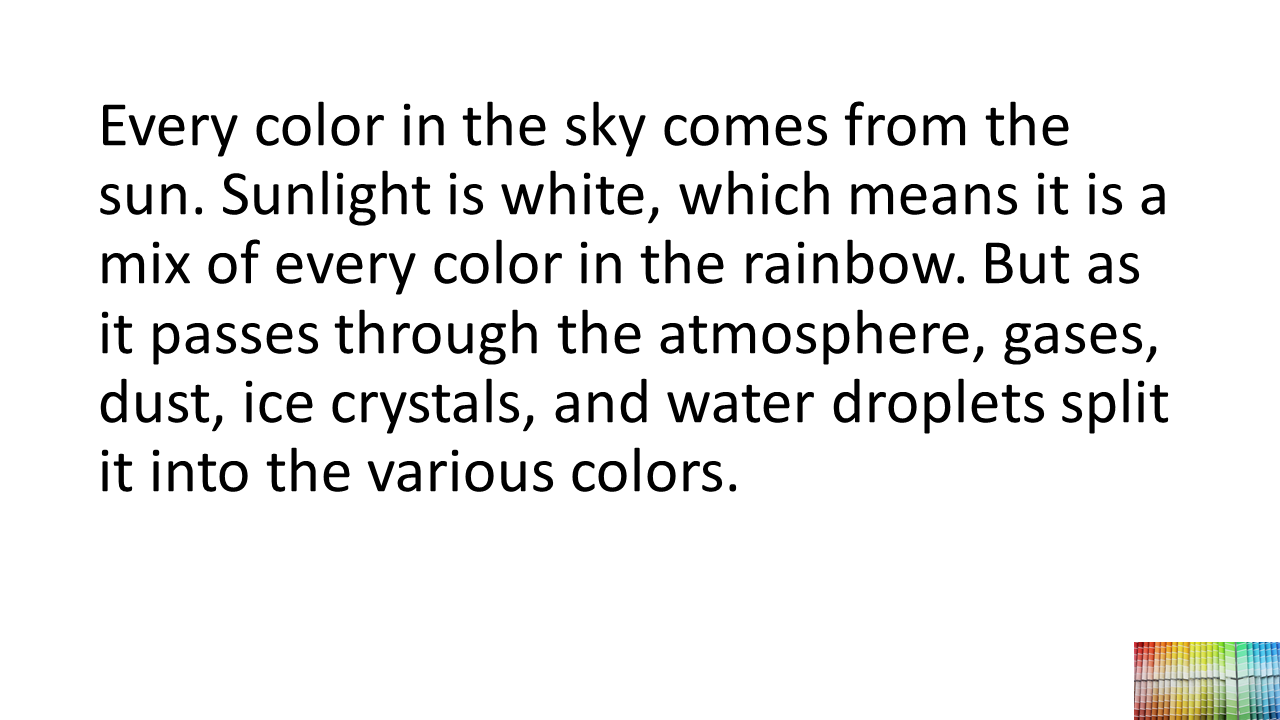 Every color in the sky comes from the
sun. Sunlight is white, which means it is a
mix of every color in the rainbow. But as
it passes through the atmosphere, gases,
dust, ice crystals, and water droplets split
it into the various colors.